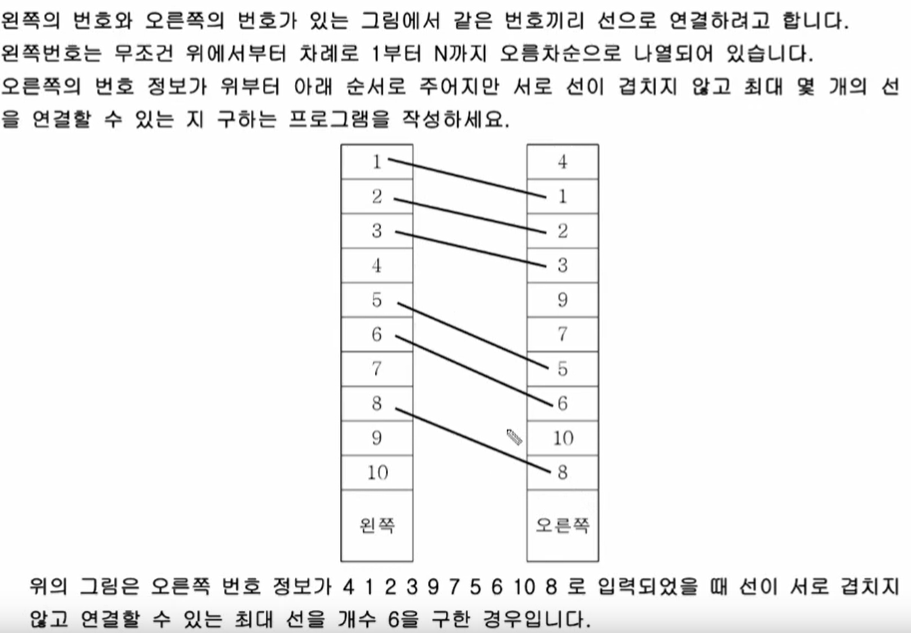 왼쪽의 번호와 오른쪽의 번호가 있는 그림에서 같은 번호끼리 선으로 연결하려고 합니다.
왼쪽번호는 무조건 위에서부터 차례로 1부터 N까지 오름차순으로 나열되어 있습니다.
오른쪽의 번호 정보가 위부터 아래 순서로 주어지만 서로 선이 겹치지 않고 최대 몇 개의 선
을 연결할 수 있는 지 구하는 프로그램을 작성하세요.
1 4
2 1
3 2
4 3
5 9
6 7
7 5
8 6
9 10
10 8
왼쪽 오른쪽
위의 그림은 오른쪽 번호 정보가 4 1 2 3 9 7 5 6 10 8 로 입력되었을 때 선이 서로 겹치지
않고 연결할 수 있는 최대 선을 개수 6을 구한 경우입니다.